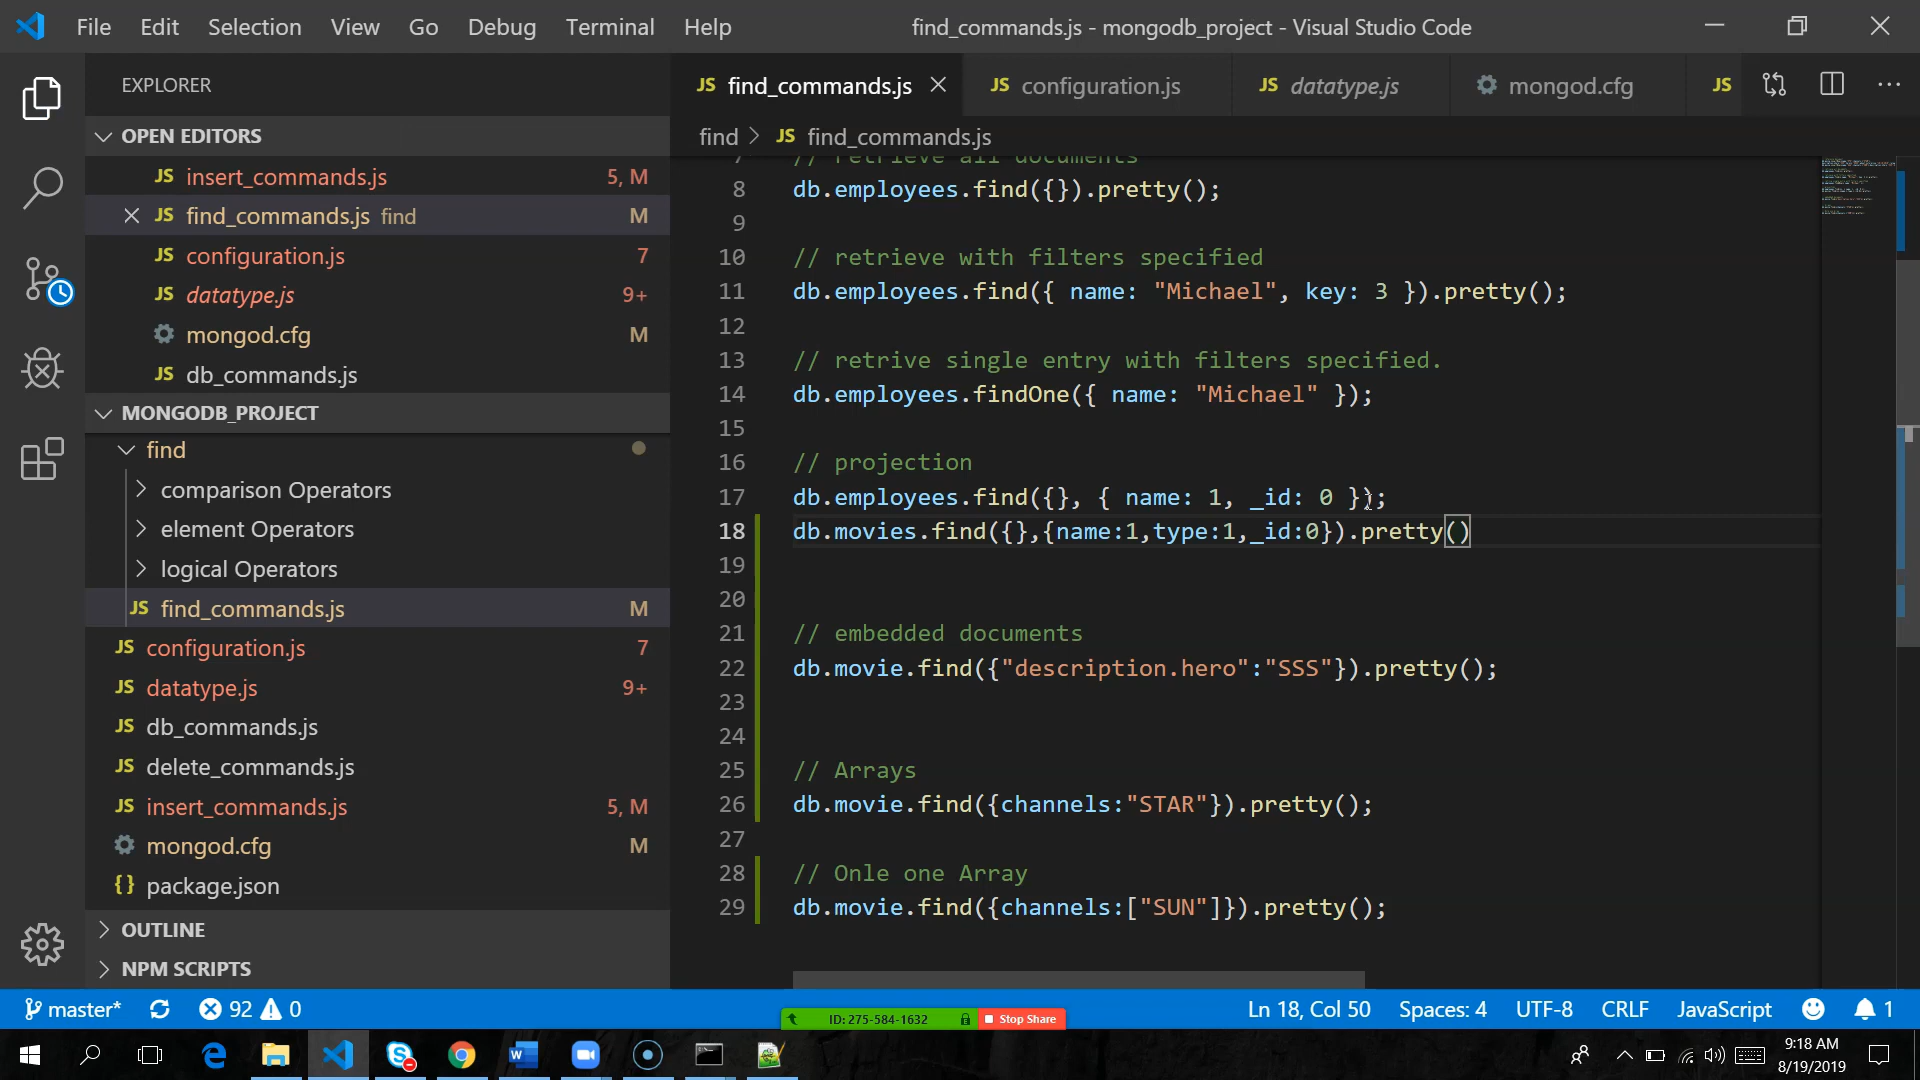 File Edit Selection View Go Debug Terminal Help find_commands.js - mongodb_project - Visual Studio Code
EXPLORER
OPEN EDITORS
JS insert_commands.js 5, M
JS find_commands.js find M
JS configuration.js 7
JS datatype.js 9+
mongod.cfg M
JS db_commands.js
MONGODB_PROJECT
find
comparison Operators
element Operators
logical Operators
JS find_commands.js M
JS configuration.js 7
JS datatype.js 9+
JS db_commands.js
JS delete_commands.js
JS insert_commands.js 5, M
mongod.cfg M
{} package.json
OUTLINE
NPM SCRIPTS
JS find_commands.js JS configuration.js JS datatype.js mongod.cfg JS
find > JS find_commands.js
7 // retrieve all documents
8 db.employees.find({}).pretty();
9
10 // retrieve with filters specified
11 db.employees.find({ name: "Michael", key: 3 }).pretty();
12
13 // retrive single entry with filters specified.
14 db.employees.findOne({ name: "Michael" });
15
16 // projection
17 db.employees.find({}, { name: 1, _id: 0 });
18 db.movies.find({},{name:1,type:1,_id:0}).pretty()
19
20
21 // embedded documents
22 db.movie.find({"description.hero":"SSS"}).pretty();
23
24
25 // Arrays
26 db.movie.find({channels:"STAR"}).pretty();
27
28 // Onle one Array
29 db.movie.find({channels:["SUN"]}).pretty();
master* 92 0 Ln 18, Col 50 Spaces: 4 UTF-8 CRLF JavaScript 1
ID: 275-584-1632 Stop Share
9:18 AM
8/19/2019